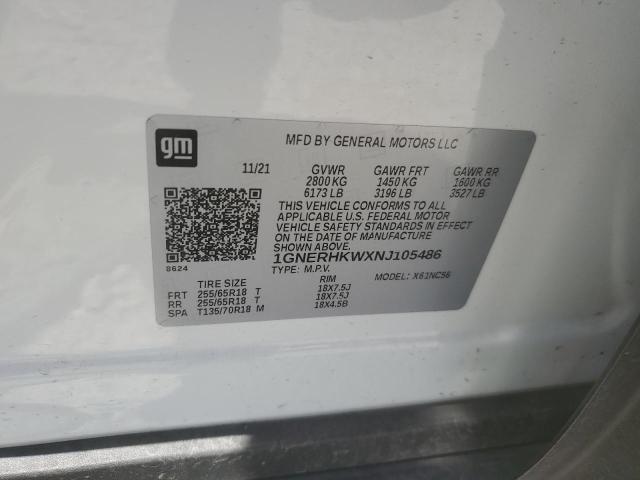 gm
MFD BY GENERAL MOTORS LLC
11/21 GVWR GAWR FRT GAWR RR
2800 KG 1450 KG 1600 KG
6173 LB 3196 LB 3527 LB
THIS VEHICLE CONFORMS TO ALL
APPLICABLE U.S. FEDERAL MOTOR
VEHICLE SAFETY STANDARDS IN EFFECT
ON THE DATE OF MANUFACTURE
SHOWN ABOVE.
1GNERHKWXNJ105486
8624
TYPE: M.P.V. MODEL: X61NC56
TIRE SIZE RIM
FRT 255/65R18 T 18X7.5J
RR 255/65R18 T 18X7.5J
SPA T135/70R18 M 18X4.5B